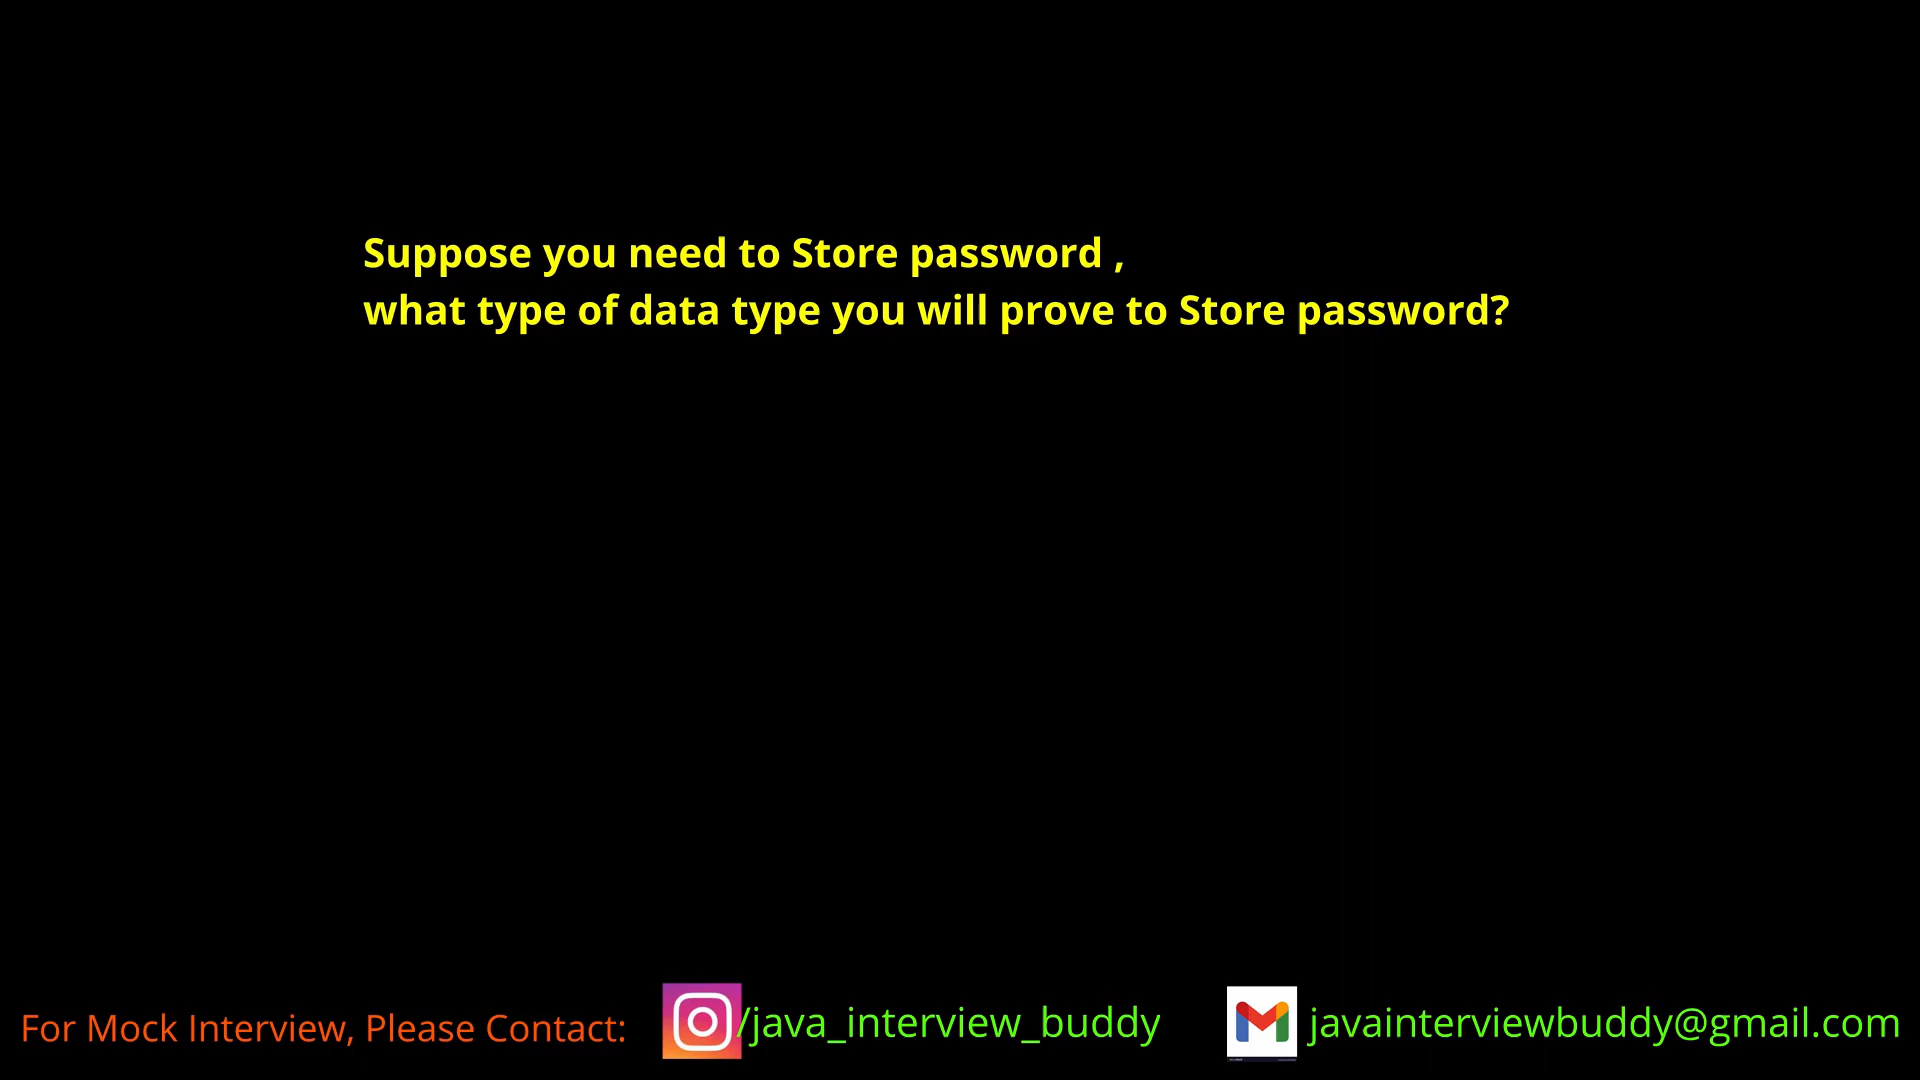 Suppose you need to Store password ,
what type of data type you will prove to Store password?
For Mock Interview, Please Contact: /java_interview_buddy javainterviewbuddy@gmail.com